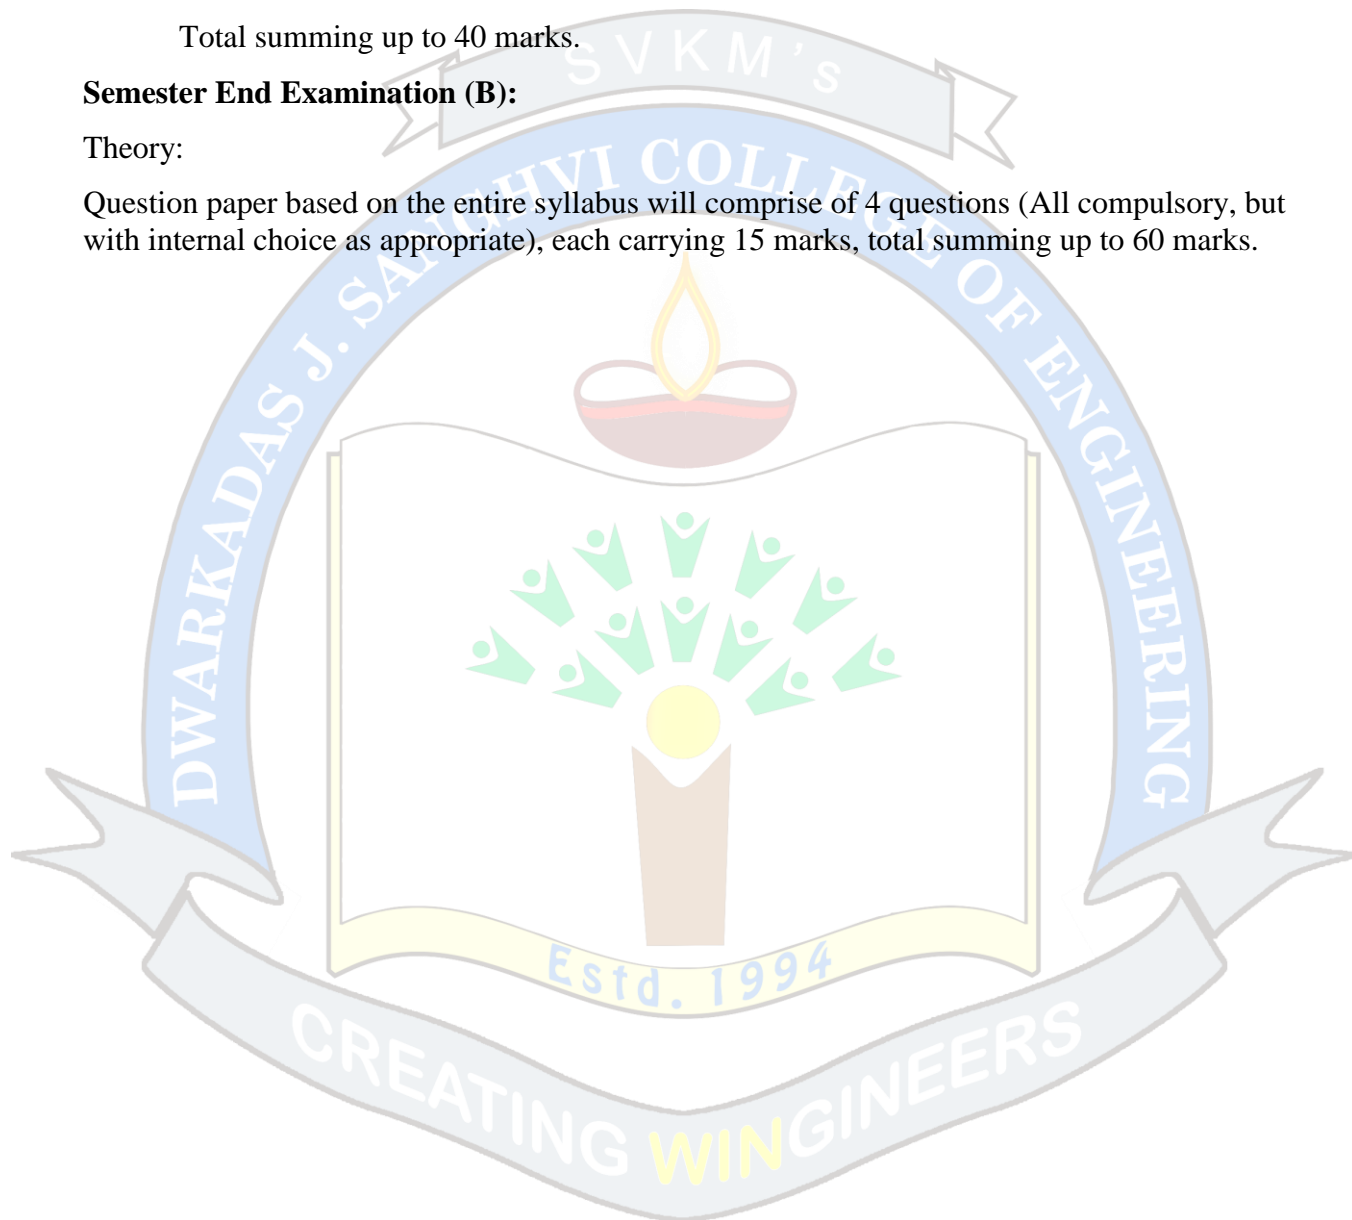 Total summing up to 40 marks.
SVKM's
Semester End Examination (B):
Theory:
Question paper based on the entire syllabus will comprise of 4 questions (All compulsory, but
with internal choice as appropriate), each carrying 15 marks, total summing up to 60 marks.
DWARKADAS J. SANGHVI COLLEGE OF ENGINEERING
Estd. 1994
CREATING WINGINEERS